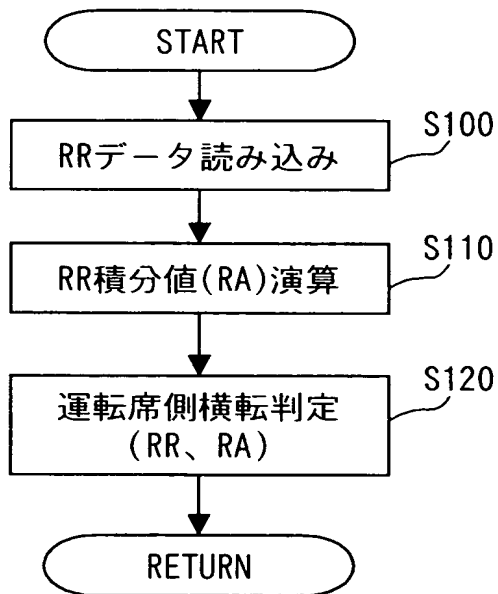 START
RRデータ読み込み
S100
RR積分値(RA)演算
S110
運転席側横転判定
(RR、RA)
S120
RETURN